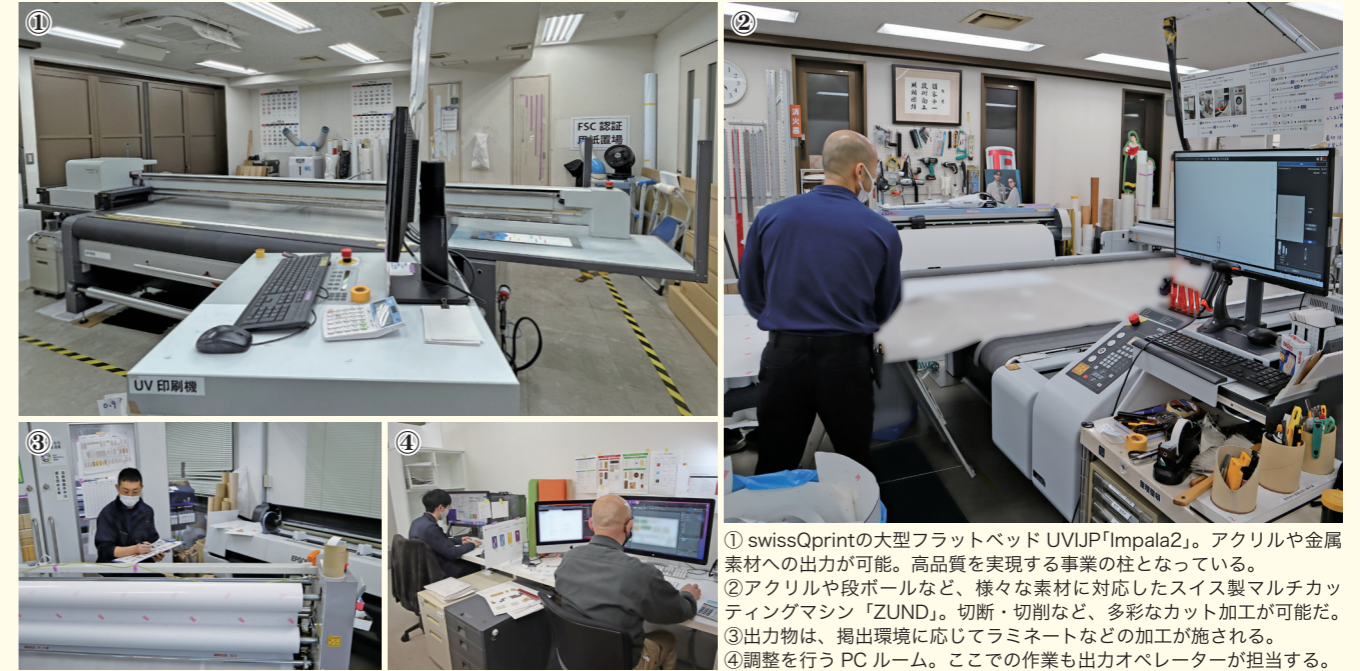 ①
FSC 認証
用紙置場
UV 印刷機
②
消火器
③
EPSON
④
① swissQprintの大型フラットベッド UVIJP「Impala2」。アクリルや金属
素材への出力が可能。高品質を実現する事業の柱となっている。
②アクリルや段ボールなど、様々な素材に対応したスイス製マルチカッ
ティングマシン「ZUND」。切断・切削など、多彩なカット加工が可能だ。
③出力物は、掲出環境に応じてラミネートなどの加工が施される。
④調整を行う PC ルーム。ここでの作業も出力オペレーターが担当する。